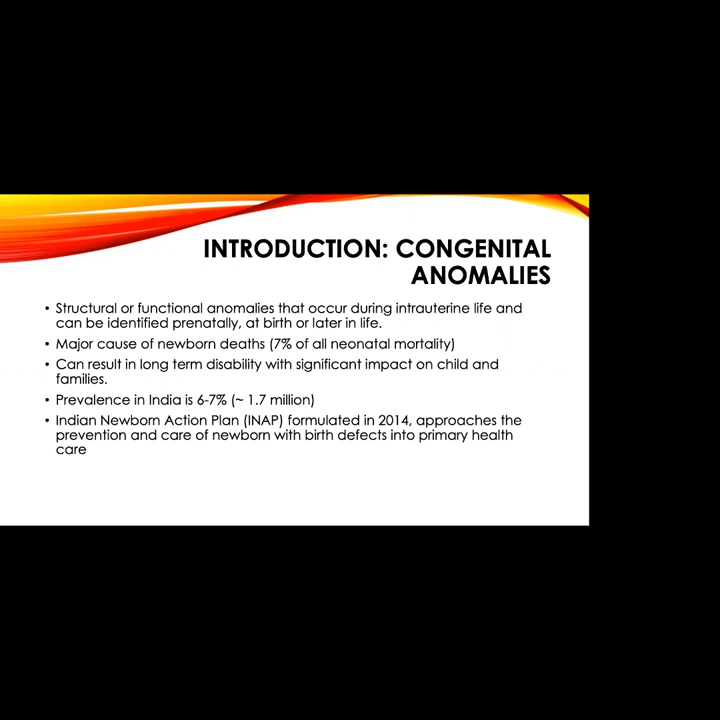 INTRODUCTION: CONGENITAL
ANOMALIES
• Structural or functional anomalies that occur during intrauterine life and
can be identified prenatally, at birth or later in life.
• Major cause of newborn deaths (7% of all neonatal mortality)
• Can result in long term disability with significant impact on child and
families.
• Prevalence in India is 6-7% (~ 1.7 million)
• Indian Newborn Action Plan (INAP) formulated in 2014, approaches the
prevention and care of newborn with birth defects into primary health
care